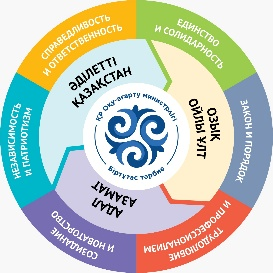 СПРАВЕДЛИВОСТЬ
И ОТВЕТСТВЕННОСТЬ
ЕДИНСТВО
И СОЛИДАРНОСТЬ
ЗАКОН И ПОРЯДОК
ТРУДОЛЮБИЕ
И ПРОФЕССИОНАЛИЗМ
СОЗИДАНИЕ
И НОВАТОРСТВО
НЕЗАВИСИМОСТЬ
И ПАТРИОТИЗМ
ӘДІЛЕТТІ
ҚАЗАҚСТАН
ОЗЫҚ
ОЙЛЫ ҰЛТ
АДАЛ
АЗАМАТ
ҚР Оқу-ағарту министрлігі
Біртұтас тәрбие